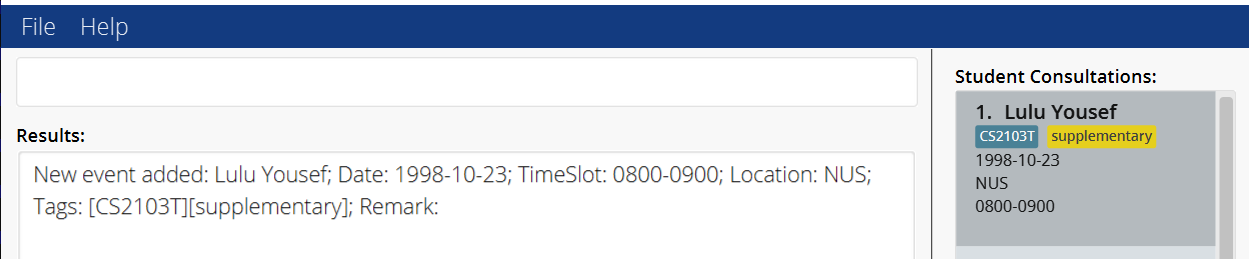 File Help
Results:
New event added: Lulu Yousef; Date: 1998-10-23; TimeSlot: 0800-0900; Location: NUS;
Tags: [CS2103T][supplementary]; Remark:
Student Consultations:
1. Lulu Yousef
CS2103T supplementary
1998-10-23
NUS
0800-0900